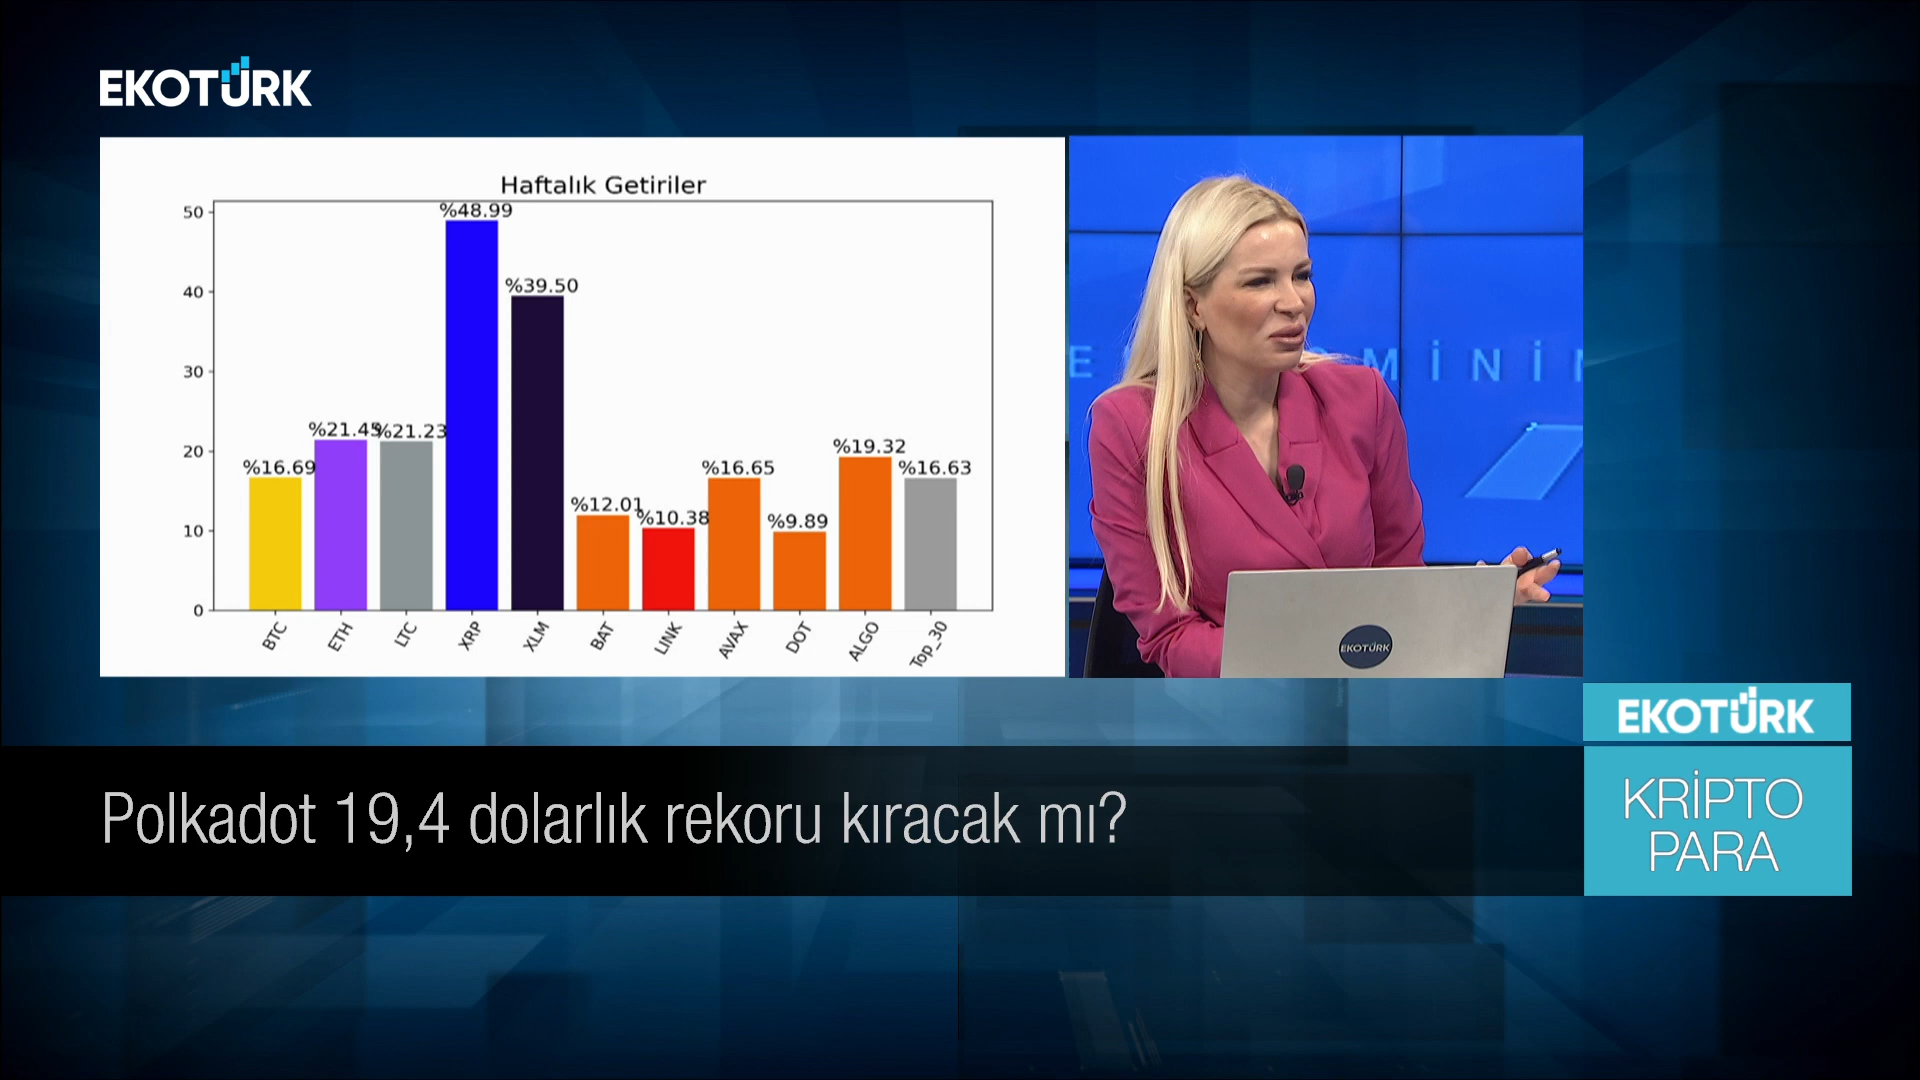 EKOTÜRK
Haftalık Getiriler
50
40
30
20
10
0
%16.69
%21.45
%21.23
%48.99
%39.50
%12.01
%10.38
%16.65
%9.89
%19.32
%16.63
BTC
ETH
LTC
XRP
XLM
BAT
LINK
AVAX
DOT
ALGO
Top_30
EKOTÜRK
EKOTÜRK
Polkadot 19,4 dolarlık rekoru kıracak mı?
KRİPTO
PARA